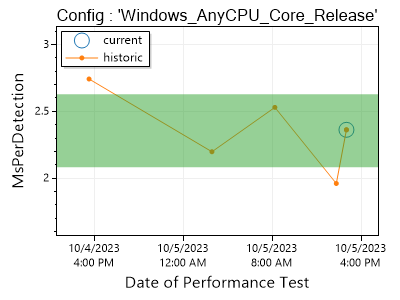 Config : 'Windows_AnyCPU_Core_Release'
current
historic
3
2.5
2
MsPerDetection
10/4/2023
4:00 PM
10/5/2023
12:00 AM
10/5/2023
8:00 AM
10/5/2023
4:00 PM
Date of Performance Test